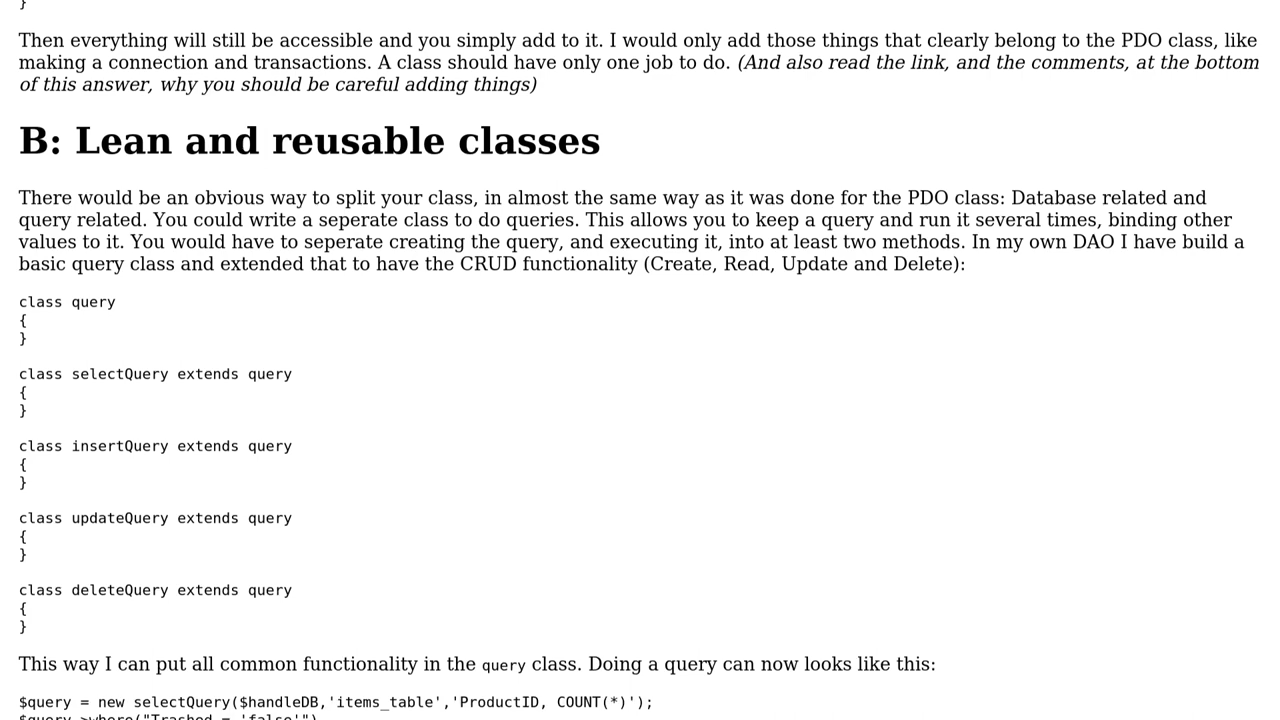 }
Then everything will still be accessible and you simply add to it. I would only add those things that clearly belong to the PDO class, like
making a connection and transactions. A class should have only one job to do. (And also read the link, and the comments, at the bottom
of this answer, why you should be careful adding things)
B: Lean and reusable classes
There would be an obvious way to split your class, in almost the same way as it was done for the PDO class: Database related and
query related. You could write a seperate class to do queries. This allows you to keep a query and run it several times, binding other
values to it. You would have to seperate creating the query, and executing it, into at least two methods. In my own DAO I have build a
basic query class and extended that to have the CRUD functionality (Create, Read, Update and Delete):
class query
{
}
class selectQuery extends query
{
}
class insertQuery extends query
{
}
class updateQuery extends query
{
}
class deleteQuery extends query
{
}
This way I can put all common functionality in the query class. Doing a query can now looks like this:
$query = new selectQuery($handleDB,'items_table','ProductID, COUNT(*)');
$query->where("Trashed = 'false'")